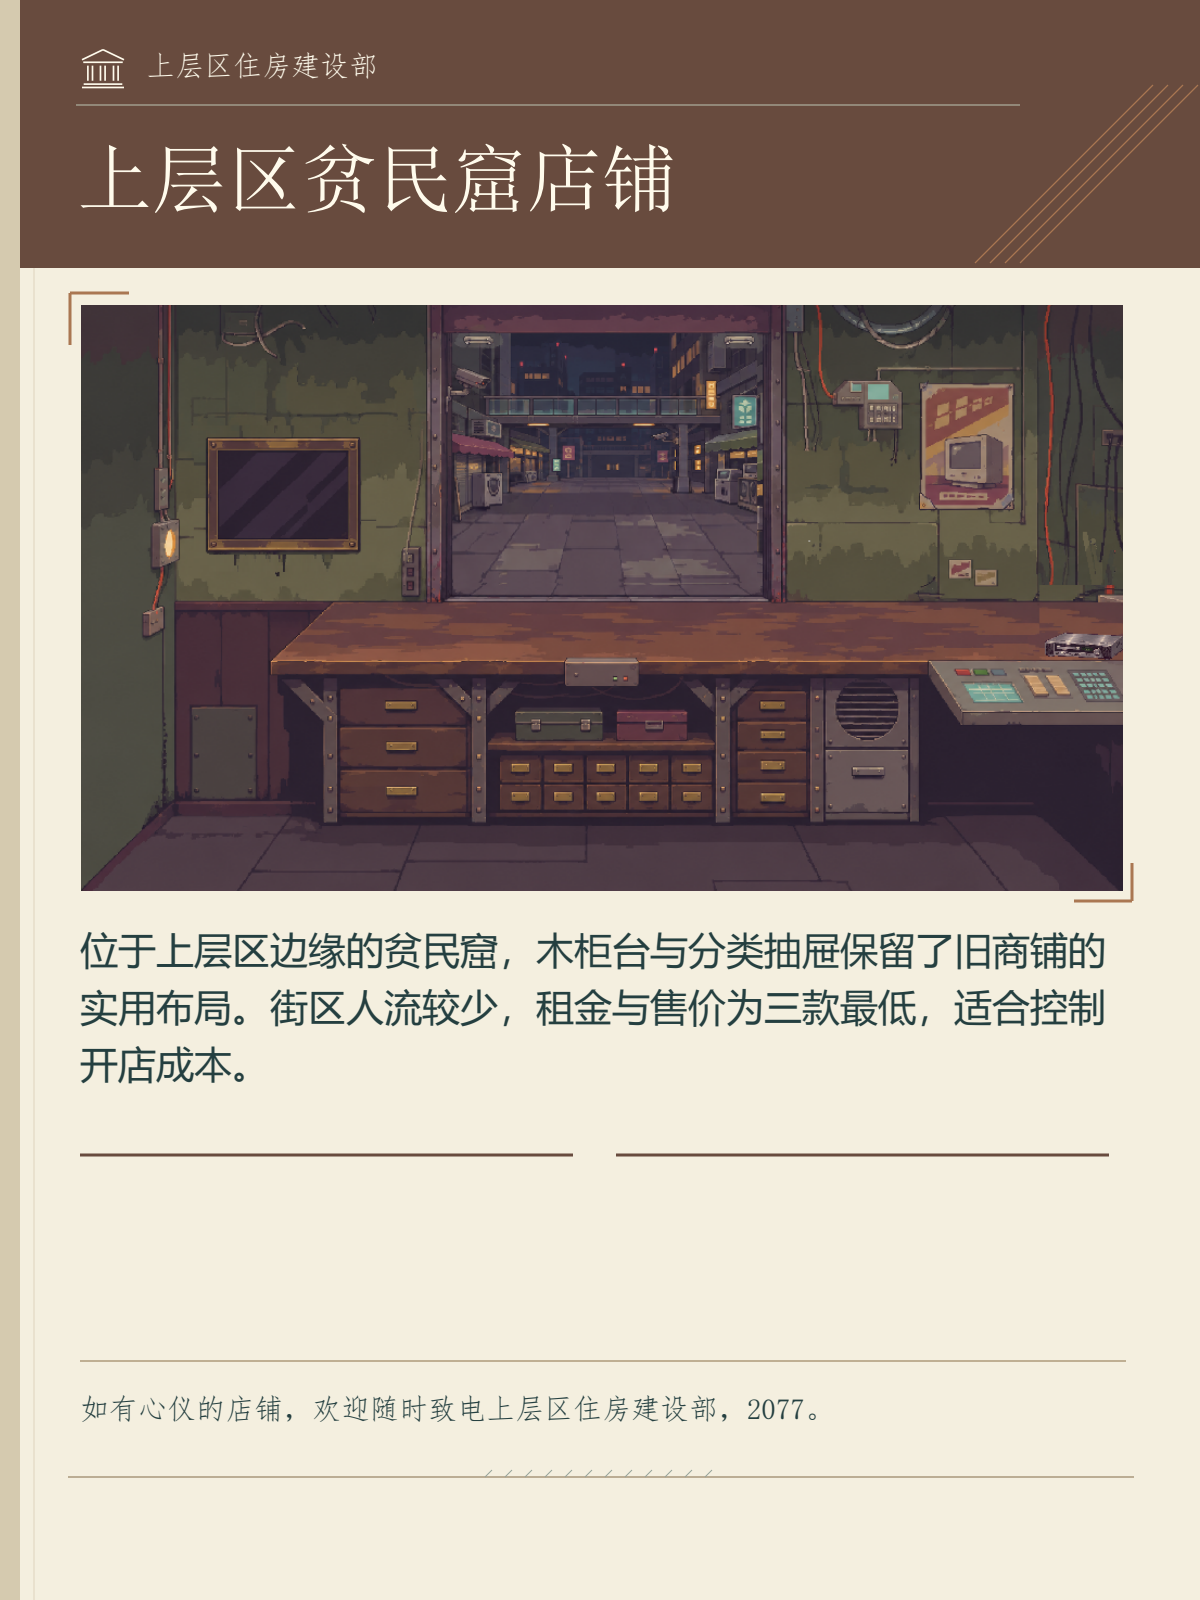 上层区住房建设部
上层区贫民窟店铺
位于上层区边缘的贫民窟，木柜台与分类抽屉保留了旧商铺的
实用布局。街区人流较少，租金与售价为三款最低，适合控制
开店成本。
如有心仪的店铺，欢迎随时致电上层区住房建设部，2077。